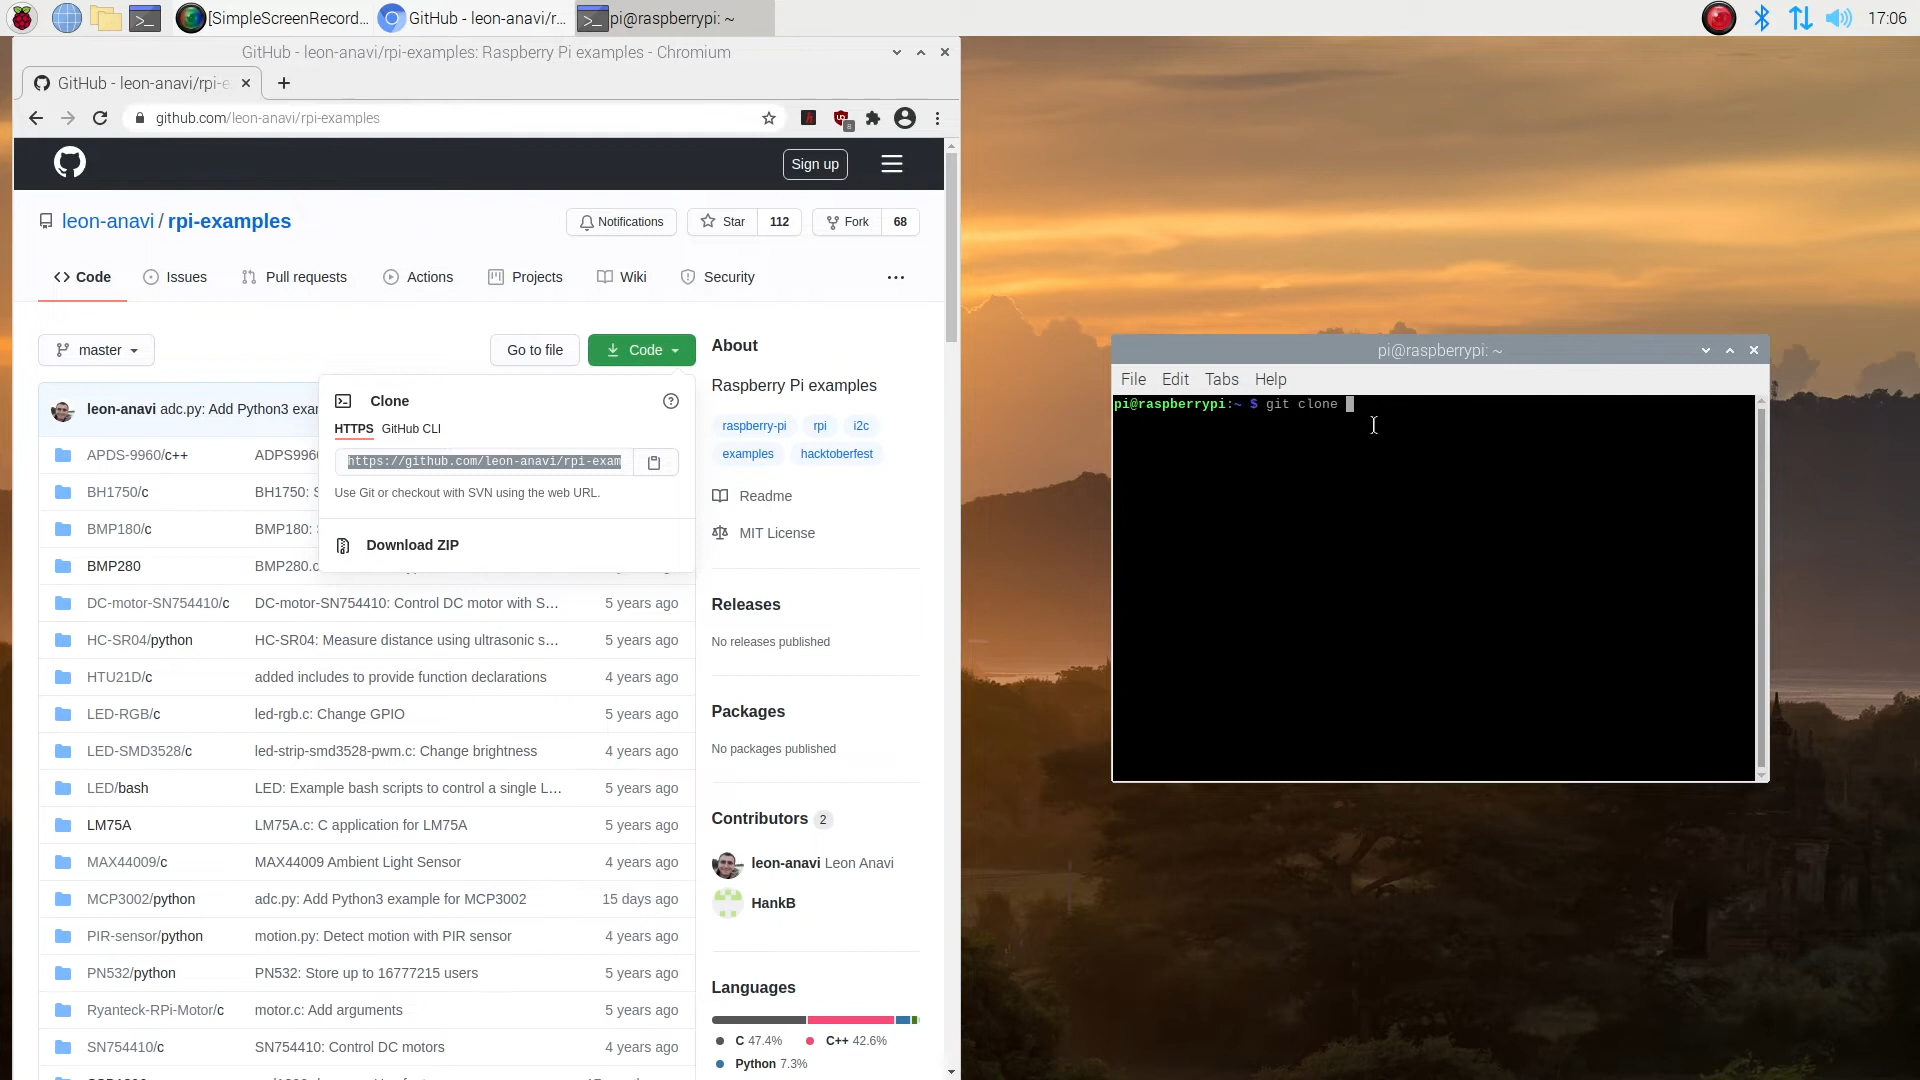 [SimpleScreenRecord...
GitHub - leon-anavi/r...
pi@raspberrypi: ~
17:06
GitHub - leon-anavi/rpi-examples: Raspberry Pi examples - Chromium
GitHub - leon-anavi/rpi-e
github.com/leon-anavi/rpi-examples
8
Sign up
leon-anavi / rpi-examples
Notifications
Star 112
Fork 68
Code
Issues
Pull requests
Actions
Projects
Wiki
Security
master
Go to file
Code
Clone
HTTPS GitHub CLI
https://github.com/leon-anavi/rpi-exam
Use Git or checkout with SVN using the web URL.
Download ZIP
leon-anavi adc.py: Add Python3 exam
APDS-9960/c++ ADPS9960
BH1750/c BH1750: S
BMP180/c BMP180:
BMP280 BMP280.c
DC-motor-SN754410/c DC-motor-SN754410: Control DC motor with S... 5 years ago
HC-SR04/python HC-SR04: Measure distance using ultrasonic s... 5 years ago
HTU21D/c added includes to provide function declarations 4 years ago
LED-RGB/c led-rgb.c: Change GPIO 5 years ago
LED-SMD3528/c led-strip-smd3528-pwm.c: Change brightness 4 years ago
LED/bash LED: Example bash scripts to control a single L... 5 years ago
LM75A LM75A.c: C application for LM75A 5 years ago
MAX44009/c MAX44009 Ambient Light Sensor 4 years ago
MCP3002/python adc.py: Add Python3 example for MCP3002 15 days ago
PIR-sensor/python motion.py: Detect motion with PIR sensor 4 years ago
PN532/python PN532: Store up to 16777215 users 5 years ago
Ryanteck-RPi-Motor/c motor.c: Add arguments 5 years ago
SN754410/c SN754410: Control DC motors 4 years ago
About
Raspberry Pi examples
raspberry-pi rpi i2c
examples hacktoberfest
Readme
MIT License
Releases
No releases published
Packages
No packages published
Contributors 2
leon-anavi Leon Anavi
HankB
Languages
C 47.4% C++ 42.6%
Python 7.3%
pi@raspberrypi: ~
File Edit Tabs Help
pi@raspberrypi:~ $ git clone